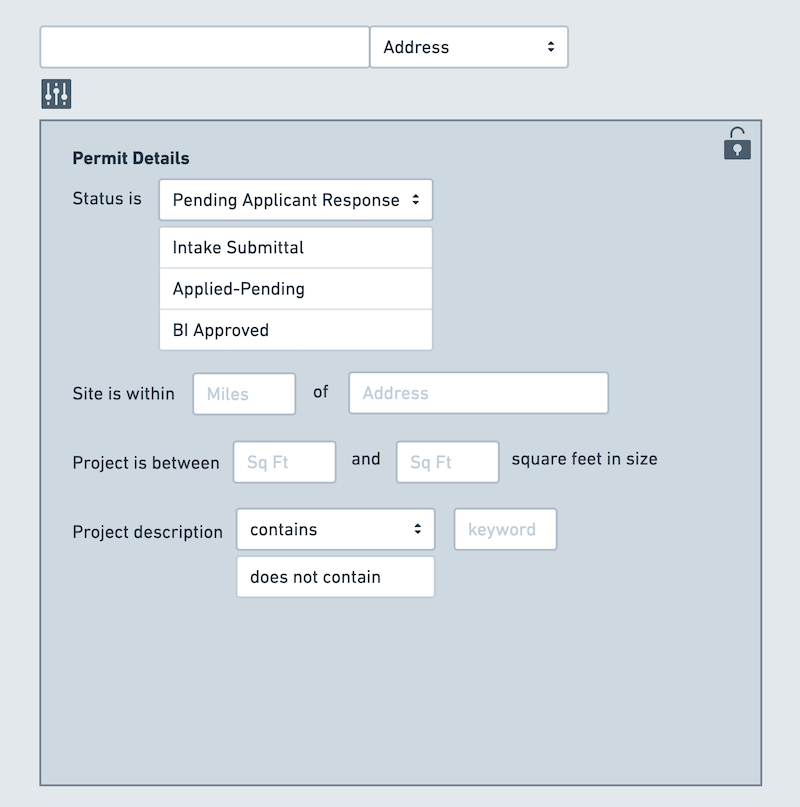 Address
Permit Details
Status is Pending Applicant Response
Intake Submittal
Applied-Pending
BI Approved
Site is within Miles of Address
Project is between Sq Ft and Sq Ft square feet in size
Project description contains keyword
does not contain